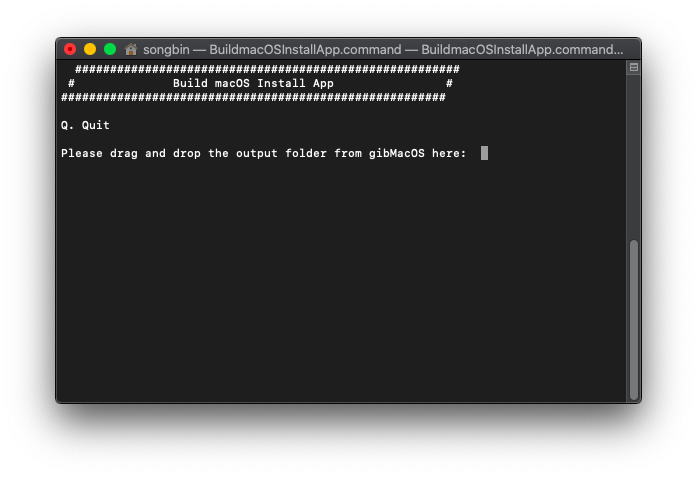 songbin — BuildmacOSInstallApp.command — BuildmacOSInstallApp.command...
#######################################################
# Build macOS Install App #
#######################################################
Q. Quit
Please drag and drop the output folder from gibMacOS here: